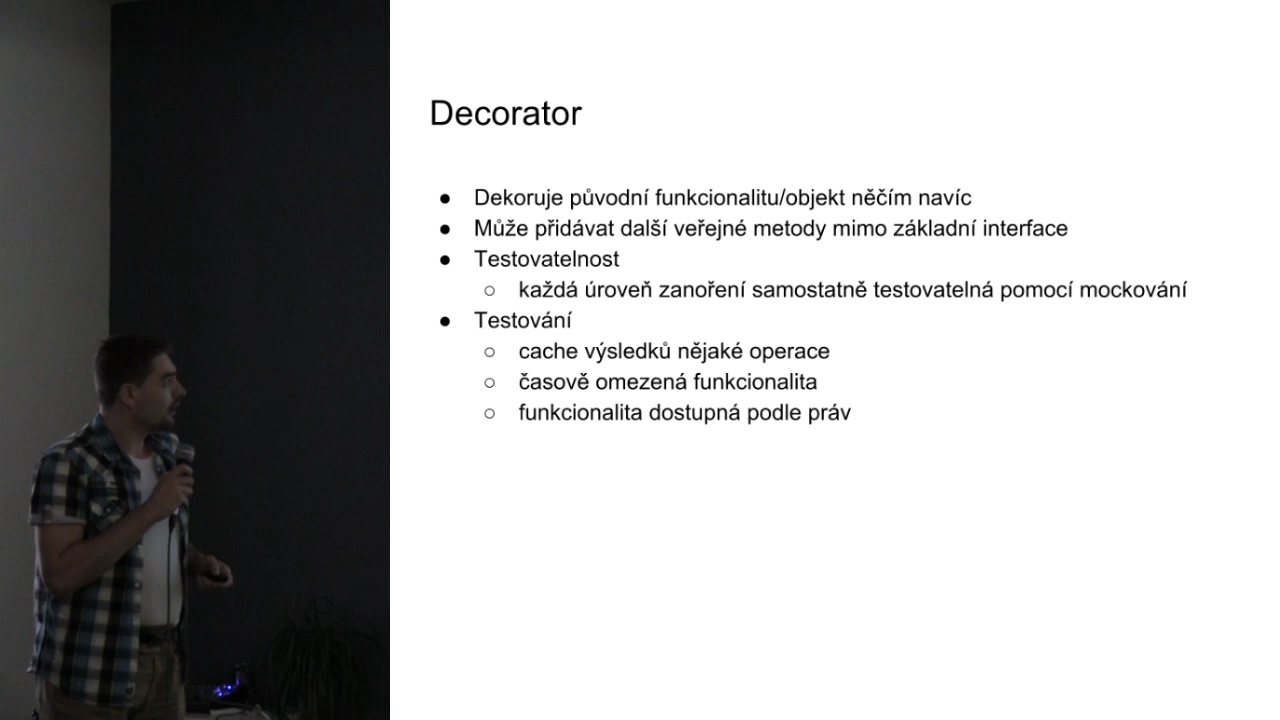 Decorator
● Dekoruje původní funkcionalitu/objekt něčím navíc
● Může přidávat další veřejné metody mimo základní interface
● Testovatelnost
○ každá úroveň zanoření samostatně testovatelná pomocí mockování
● Testování
○ cache výsledků nějaké operace
○ časově omezená funkcionalita
○ funkcionalita dostupná podle práv